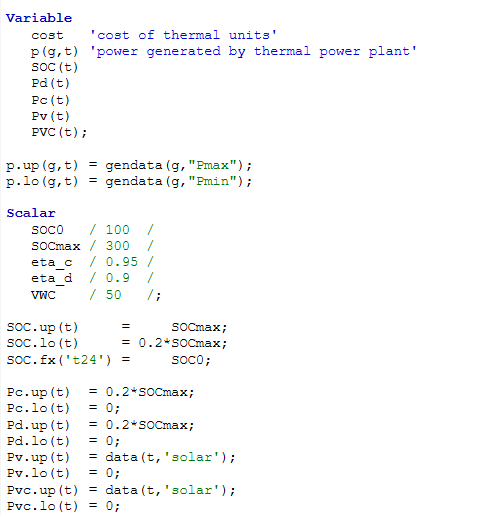 Variable
cost 'cost of thermal units'
p(g,t) 'power generated by thermal power plant'
SOC(t)
Pd(t)
Pc(t)
Pv(t)
PVC(t);
p.up(g,t) = gendata(g,"Pmax");
p.lo(g,t) = gendata(g,"Pmin");
Scalar
SOC0 / 100 /
SOCmax / 300 /
eta_c / 0.95 /
eta_d / 0.9 /
VWC / 50 /;
SOC.up(t) = SOCmax;
SOC.lo(t) = 0.2*SOCmax;
SOC.fx('t24') = SOC0;
Pc.up(t) = 0.2*SOCmax;
Pc.lo(t) = 0;
Pd.up(t) = 0.2*SOCmax;
Pd.lo(t) = 0;
Pv.up(t) = data(t,'solar');
Pv.lo(t) = 0;
Pvc.up(t) = data(t,'solar');
Pvc.lo(t) = 0;